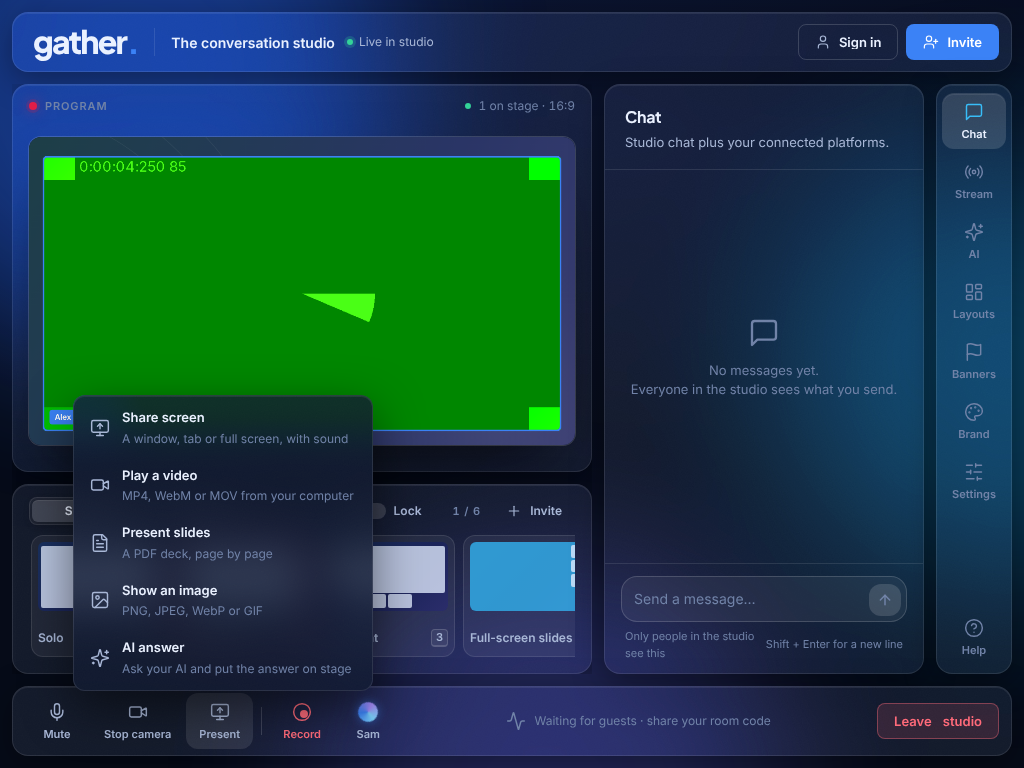 gather.
The conversation studio
Live in studio
Sign in
Invite
PROGRAM
1 on stage · 16:9
0:00:04:250 85
Alex
Share screen
A window, tab or full screen, with sound
Play a video
MP4, WebM or MOV from your computer
Present slides
A PDF deck, page by page
Show an image
PNG, JPEG, WebP or GIF
AI answer
Ask your AI and put the answer on stage
Lock
1 / 6
Invite
Solo
3
Full-screen slides
Chat
Studio chat plus your connected platforms.
No messages yet.
Everyone in the studio sees what you send.
Send a message...
Only people in the studio
see this
Shift + Enter for a new line
Chat
Stream
AI
Layouts
Banners
Brand
Settings
Help
Mute
Stop camera
Present
Record
Sam
Waiting for guests · share your room code
Leave studio